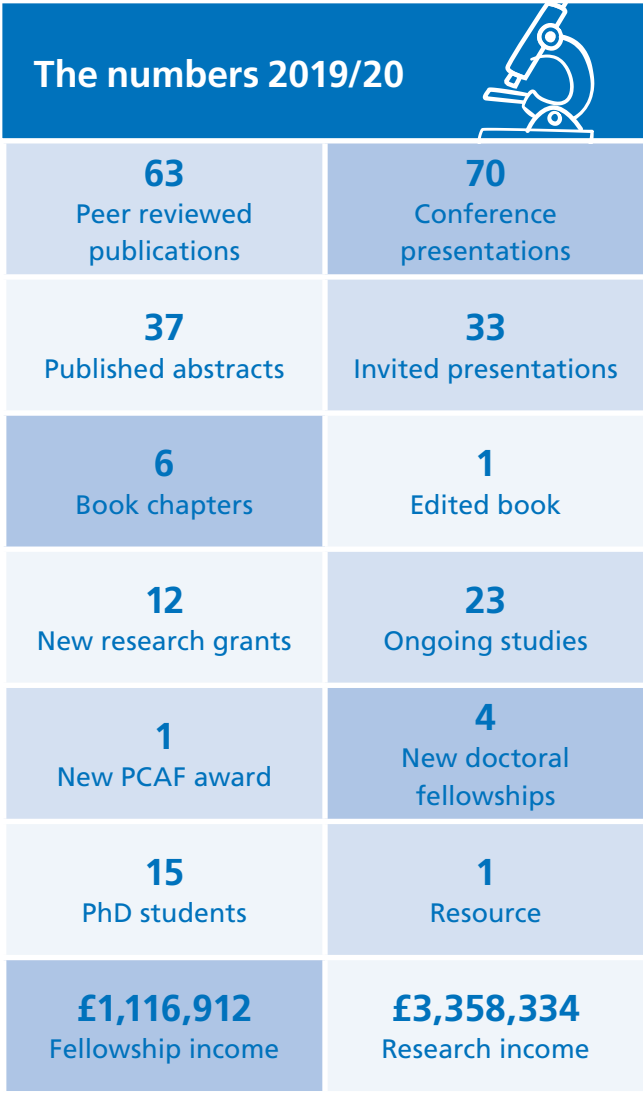 The numbers 2019/20
63
Peer reviewed
publications
70
Conference
presentations
37
Published abstracts
33
Invited presentations
6
Book chapters
1
Edited book
12
New research grants
23
Ongoing studies
1
New PCAF award
4
New doctoral
fellowships
15
PhD students
1
Resource
£1,116,912
Fellowship income
£3,358,334
Research income